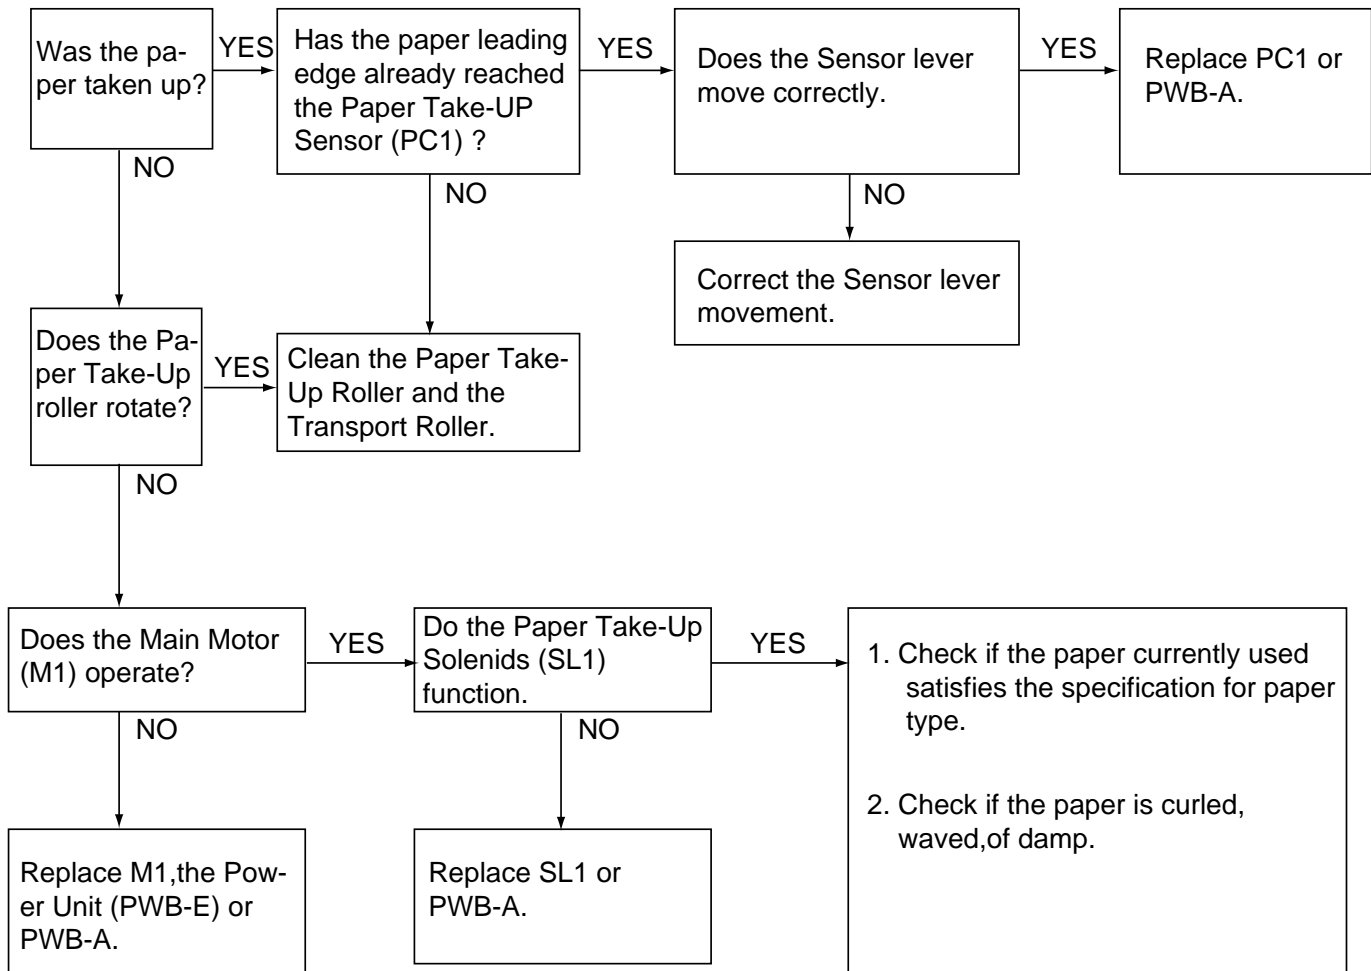 Was the pa-
per taken up?
YES
Has the paper leading
edge already reached
the Paper Take-UP
Sensor (PC1) ?
YES
Does the Sensor lever
move correctly.
YES
Replace PC1 or
PWB-A.
NO
NO
NO
Correct the Sensor lever
movement.
Does the Pa-
per Take-Up
roller rotate?
YES
Clean the Paper Take-
Up Roller and the
Transport Roller.
NO
Does the Main Motor
(M1) operate?
YES
Do the Paper Take-Up
Solenids (SL1)
function.
YES
1. Check if the paper currently used
satisfies the specification for paper
type.
2. Check if the paper is curled,
waved,of damp.
NO
NO
Replace M1,the Pow-
er Unit (PWB-E) or
PWB-A.
Replace SL1 or
PWB-A.